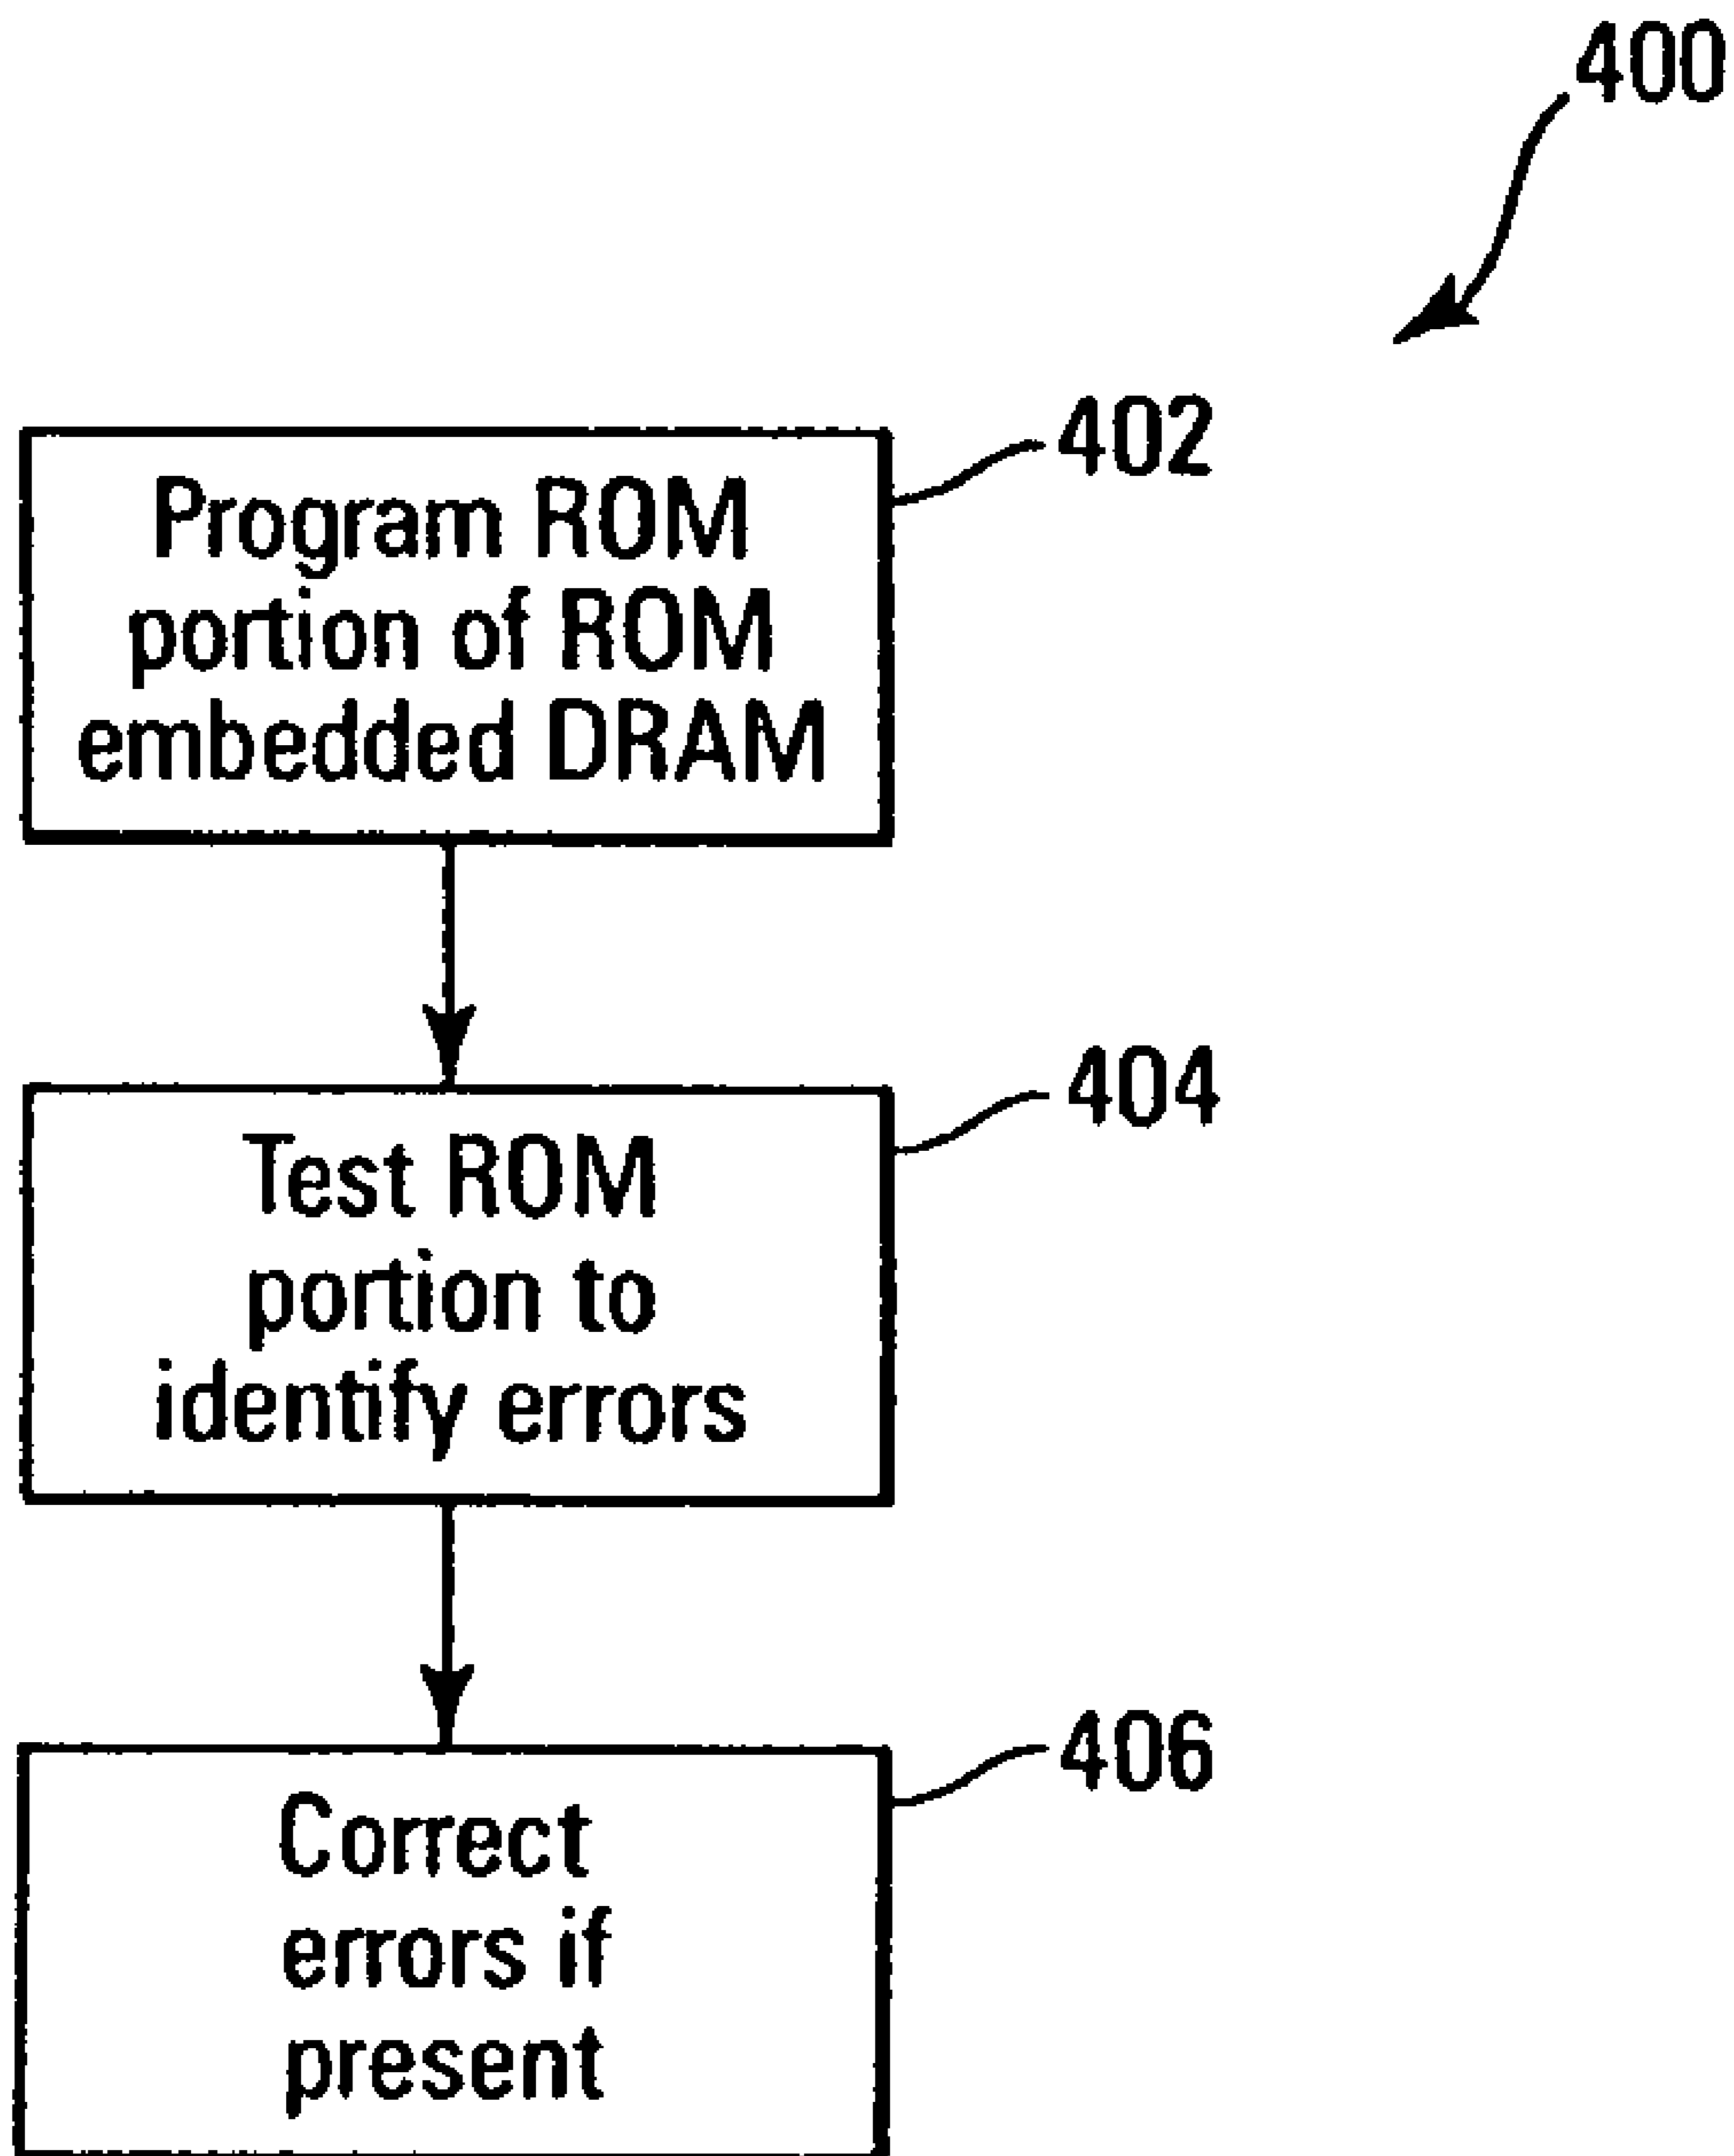 400
402
Program ROM
portion of ROM
embedded DRAM
404
Test ROM
portion to
identify errors
406
Correct
errors if
present